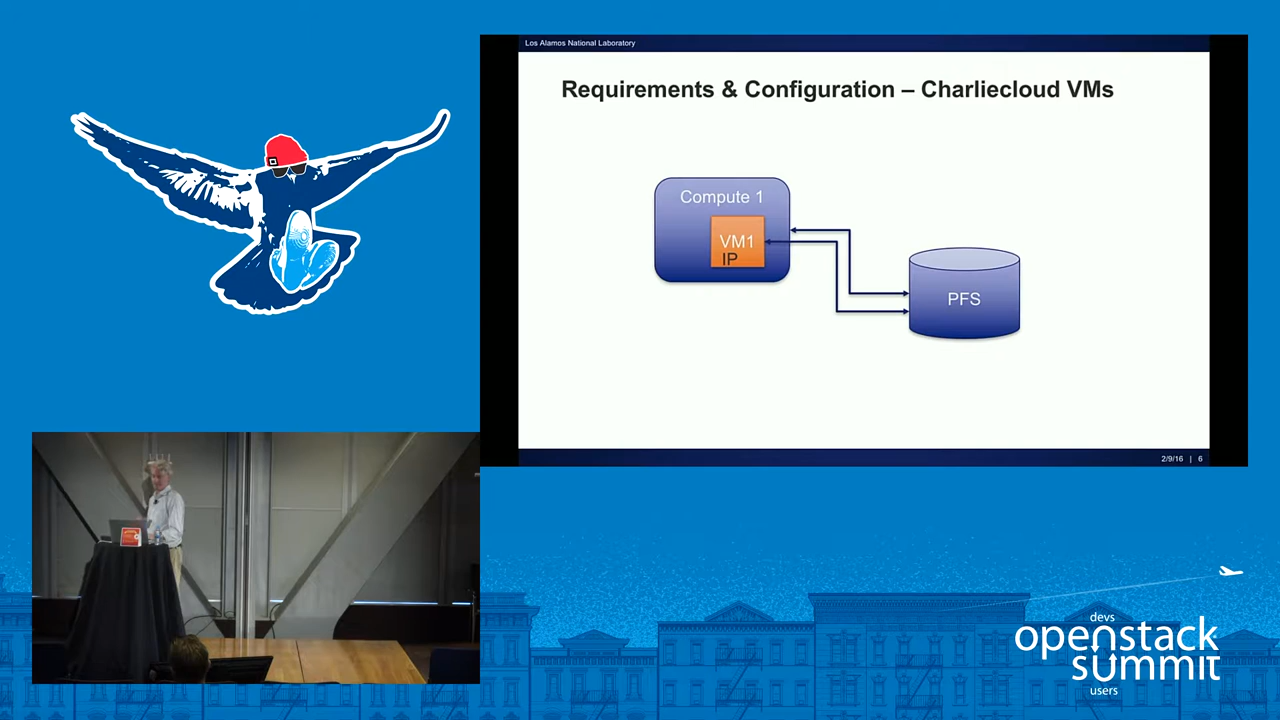 Los Alamos National Laboratory
Requirements & Configuration – Charliecloud VMs
Compute 1
VM1
IP
PFS
2/9/16 | 6
devs
openstack
summit
users